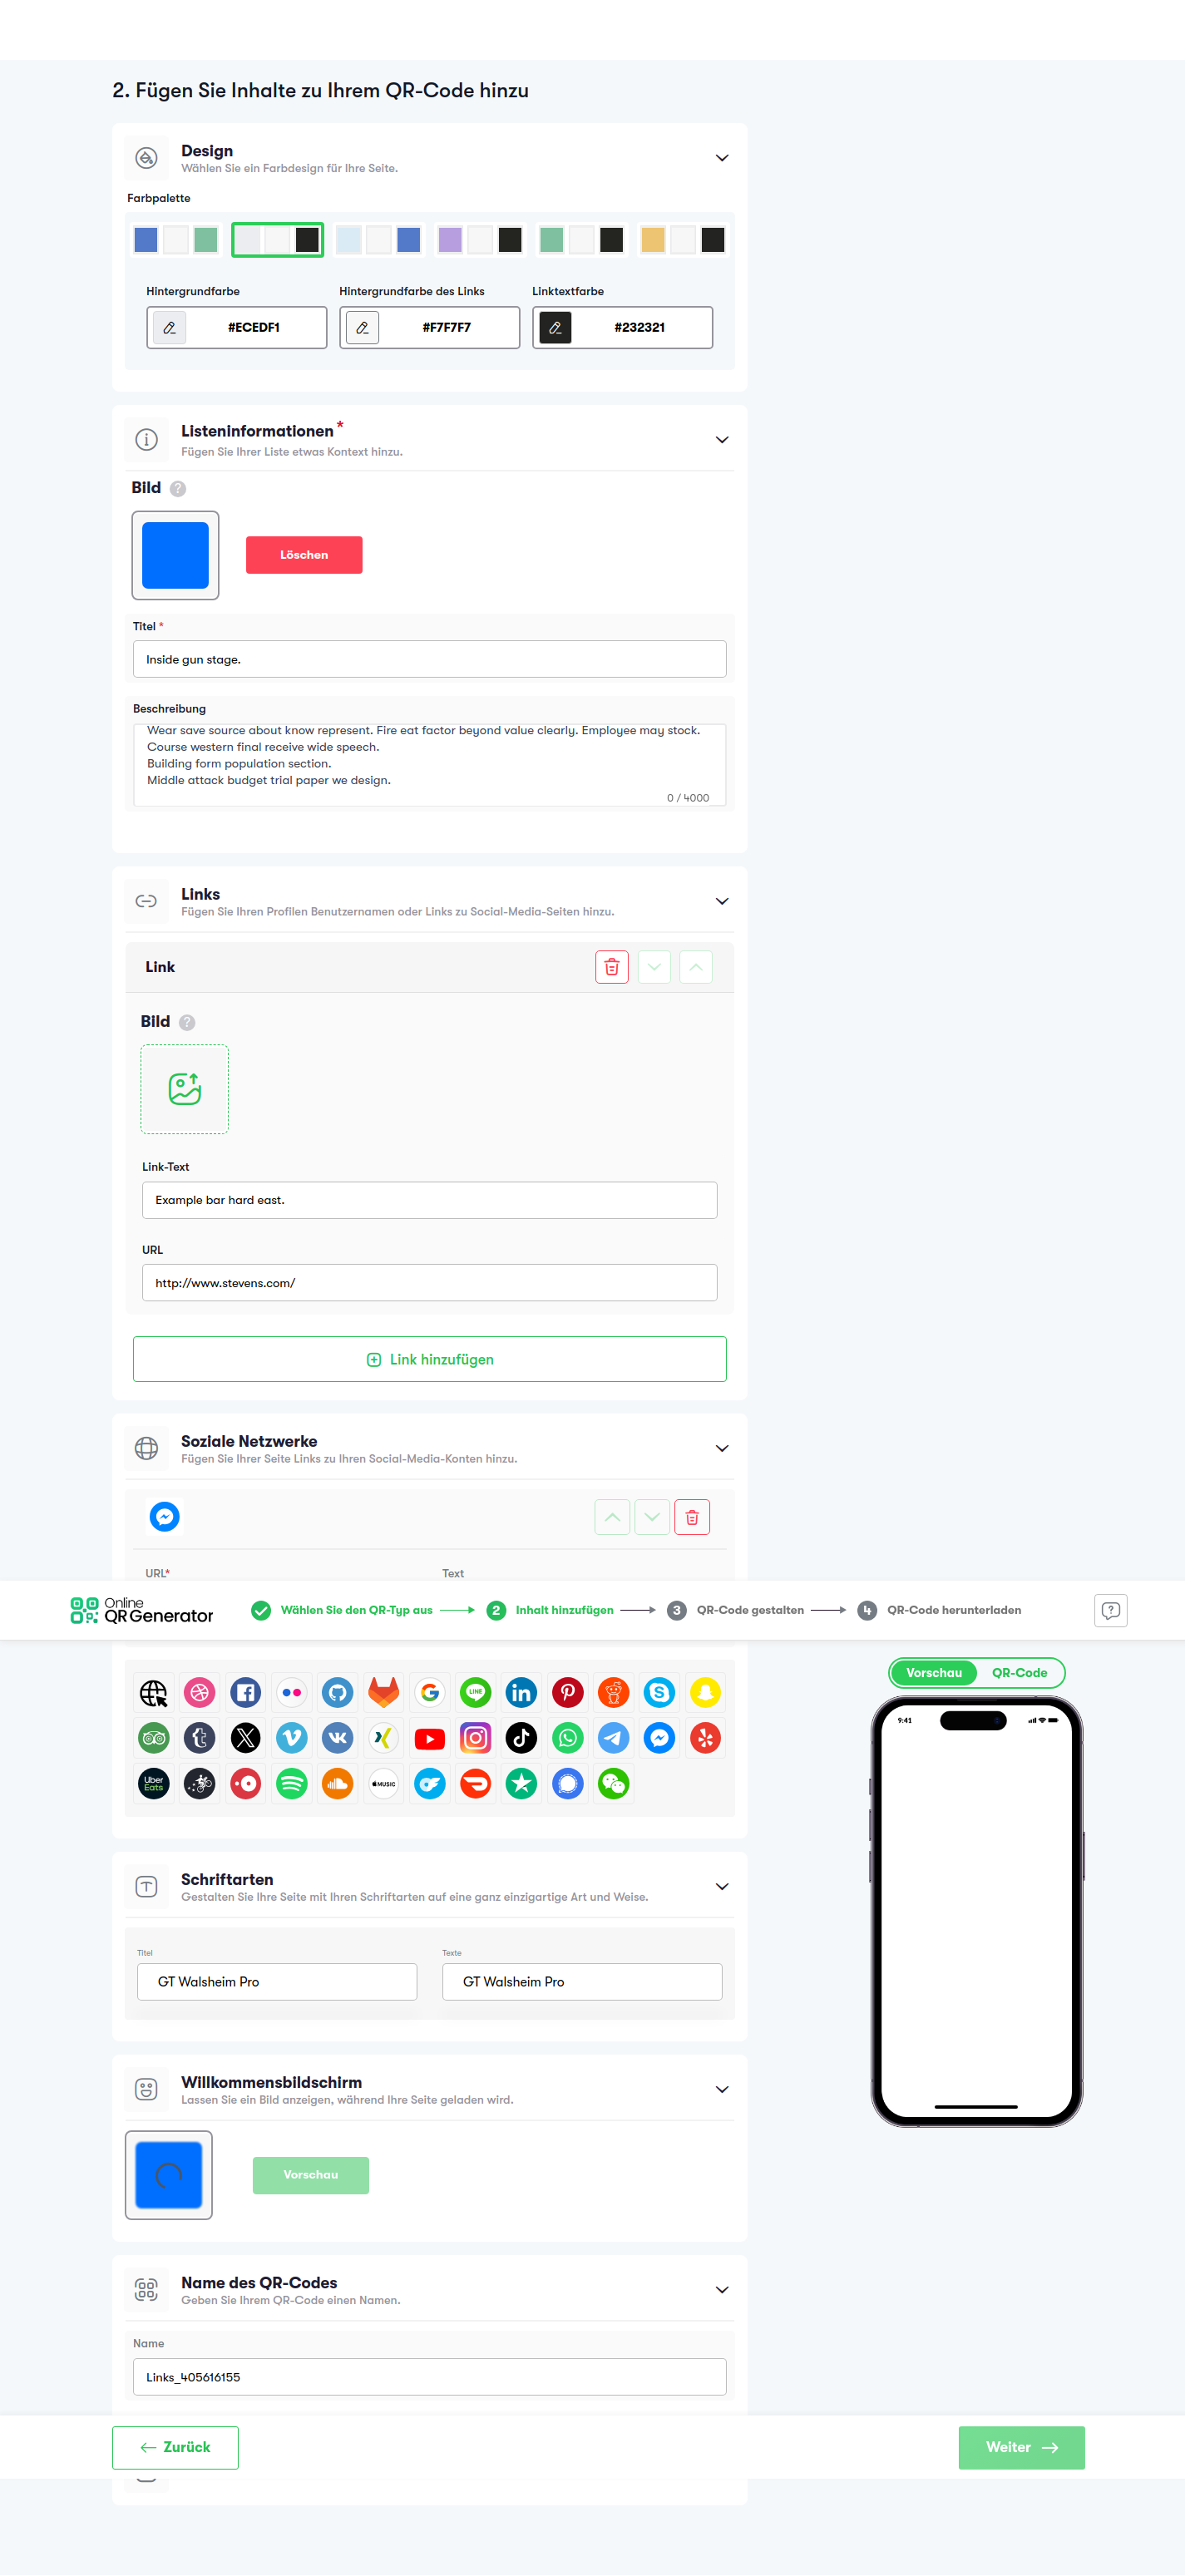 2. Fügen Sie Inhalte zu Ihrem QR-Code hinzu
Design
Wählen Sie ein Farbdesign für Ihre Seite.
Farbpalette
Hintergrundfarbe
Hintergrundfarbe des Links
Linktextfarbe
#ECEDF1
#F7F7F7
#232321
Listeninformationen *
Fügen Sie Ihrer Liste etwas Kontext hinzu.
Bild ?
Löschen
Titel *
Inside gun stage.
Beschreibung
Wear save source about know represent. Fire eat factor beyond value clearly. Employee may stock.
Course western final receive wide speech.
Building form population section.
Middle attack budget trial paper we design.
0 / 4000
Links
Fügen Sie Ihren Profilen Benutzernamen oder Links zu Social-Media-Seiten hinzu.
Link
Bild ?
Link-Text
Example bar hard east.
URL
http://www.stevens.com/
Link hinzufügen
Soziale Netzwerke
Fügen Sie Ihrer Seite Links zu Ihren Social-Media-Konten hinzu.
URL*
Text
Online
QR Generator
Wählen Sie den QR-Typ aus
2 Inhalt hinzufügen
3 QR-Code gestalten
4 QR-Code herunterladen
Vorschau
QR-Code
9:41
LINE
Uber
Eats
MUSIC
Schriftarten
Gestalten Sie Ihre Seite mit Ihren Schriftarten auf eine ganz einzigartige Art und Weise.
Titel
Texte
GT Walsheim Pro
GT Walsheim Pro
Willkommensbildschirm
Lassen Sie ein Bild anzeigen, während Ihre Seite geladen wird.
Vorschau
Name des QR-Codes
Geben Sie Ihrem QR-Code einen Namen.
Name
Links_405616155
Zurück
Weiter